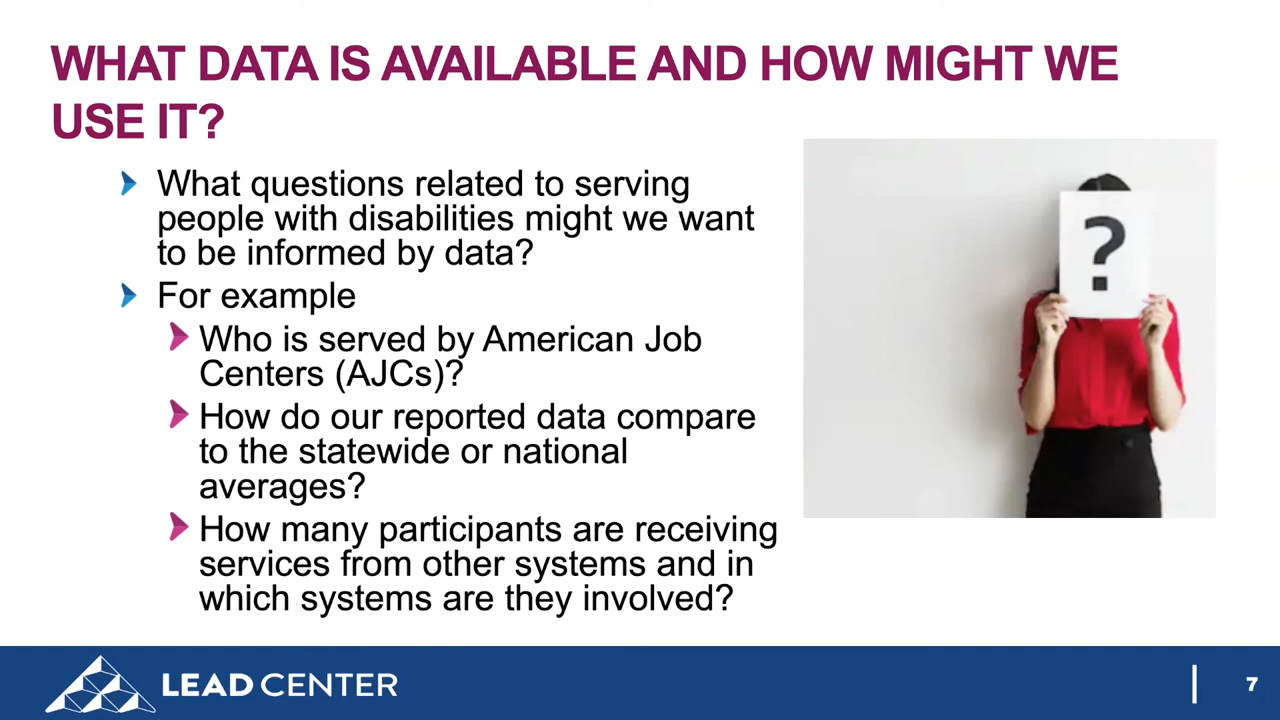 WHAT DATA IS AVAILABLE AND HOW MIGHT WE
USE IT?
What questions related to serving
people with disabilities might we want
to be informed by data?
For example
Who is served by American Job
Centers (AJCs)?
How do our reported data compare
to the statewide or national
averages?
How many participants are receiving
services from other systems and in
which systems are they involved?
?
LEAD CENTER
7